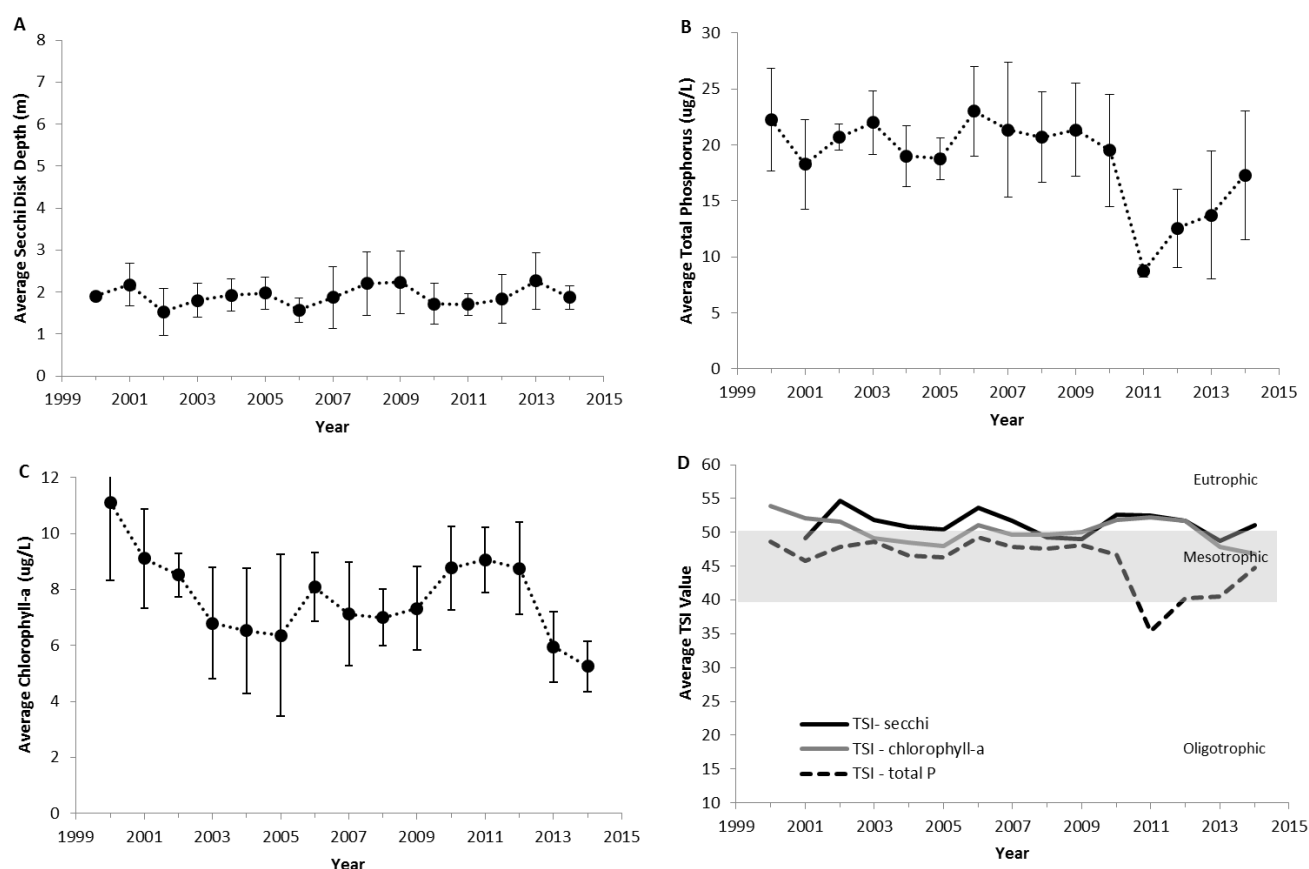 A
Average Secchi Disk Depth (m)
8
7
6
5
4
3
2
1
0
1999 2001 2003 2005 2007 2009 2011 2013 2015
Year
B
Average Total Phosphorus (ug/L)
30
25
20
15
10
5
0
1999 2001 2003 2005 2007 2009 2011 2013 2015
Year
C
Average Chlorophyll-a (ug/L)
12
10
8
6
4
2
0
1999 2001 2003 2005 2007 2009 2011 2013 2015
Year
D
Average TSI Value
60
55
50
45
40
35
30
25
20
15
10
Eutrophic
Mesotrophic
Oligotrophic
TSI- secchi
TSI - chlorophyll-a
TSI - total P
1999 2001 2003 2005 2007 2009 2011 2013 2015
Year